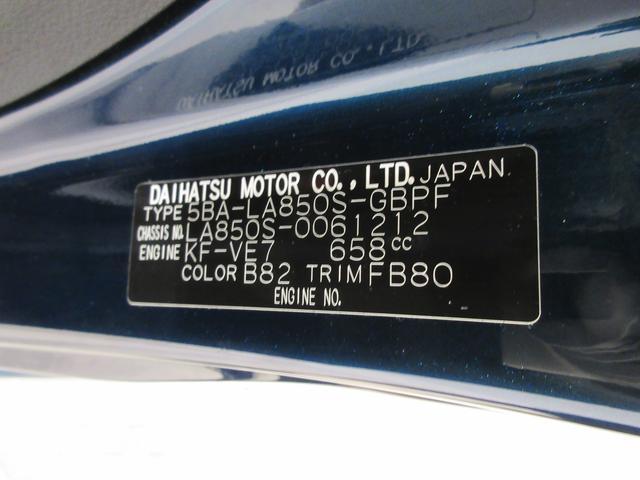 DAIHATSU MOTOR CO., LTD. JAPAN
TYPE 5BA-LA850S-GBPF
CHASSIS NO. LA850S-0061212
ENGINE KF-VE7 658cc
COLOR B82 TRIM FB80
ENGINE NO.